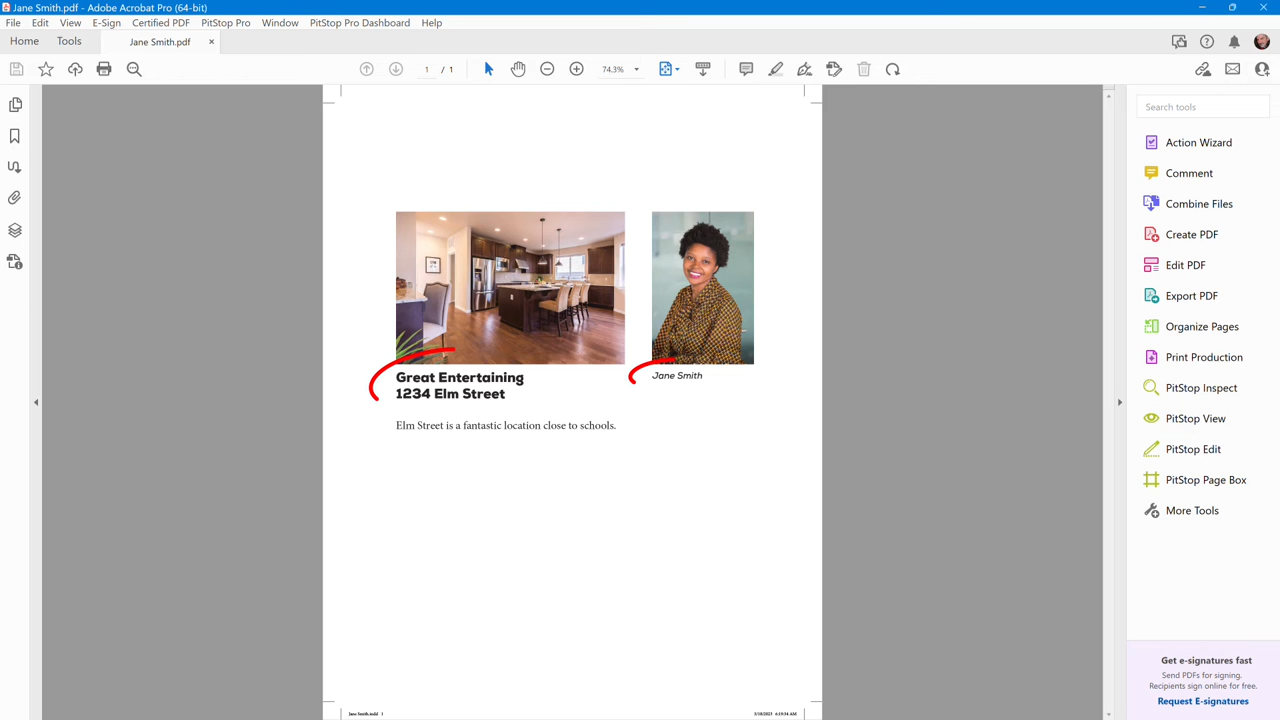 Jane Smith.pdf - Adobe Acrobat Pro (64-bit)
File Edit View E-Sign Certified PDF PitStop Pro Window PitStop Pro Dashboard Help
Home Tools Jane Smith.pdf ×
1 / 1 74.3%
Search tools
Action Wizard
Comment
Combine Files
Create PDF
Edit PDF
Export PDF
Organize Pages
Print Production
PitStop Inspect
PitStop View
PitStop Edit
PitStop Page Box
More Tools
Great Entertaining
1234 Elm Street
Jane Smith
Elm Street is a fantastic location close to schools.
Jane Smith.indd 1
Get e-signatures fast
Send PDFs for signing.
Recipients sign online for free.
Request E-signatures